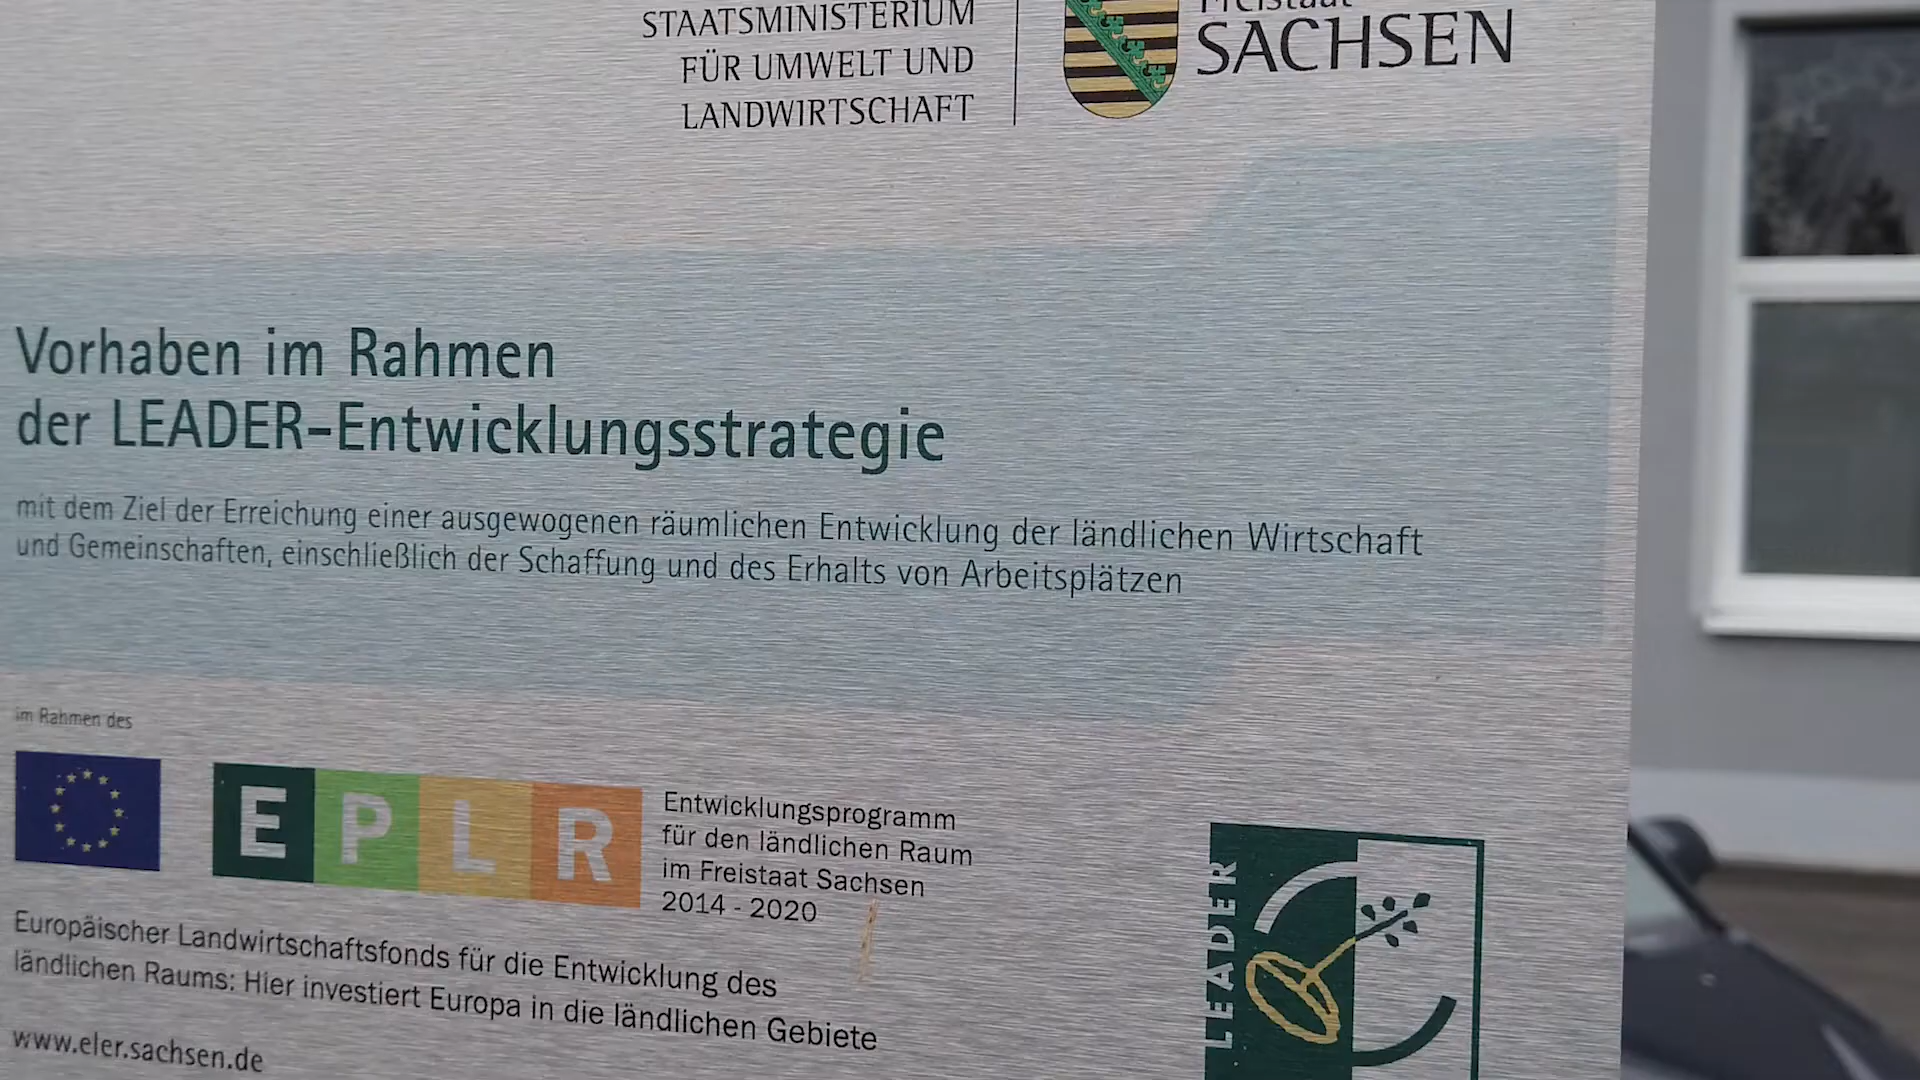 STAATSMINISTERIUM
FÜR UMWELT UND
LANDWIRTSCHAFT
Freistaat
SACHSEN
Vorhaben im Rahmen
der LEADER-Entwicklungsstrategie
mit dem Ziel der Erreichung einer ausgewogenen räumlichen Entwicklung der ländlichen Wirtschaft
und Gemeinschaften, einschließlich der Schaffung und des Erhalts von Arbeitsplätzen
im Rahmen des
EPLR
Entwicklungsprogramm
für den ländlichen Raum
im Freistaat Sachsen
2014 - 2020
Europäischer Landwirtschaftsfonds für die Entwicklung des
ländlichen Raums: Hier investiert Europa in die ländlichen Gebiete
www.eler.sachsen.de
LEADER